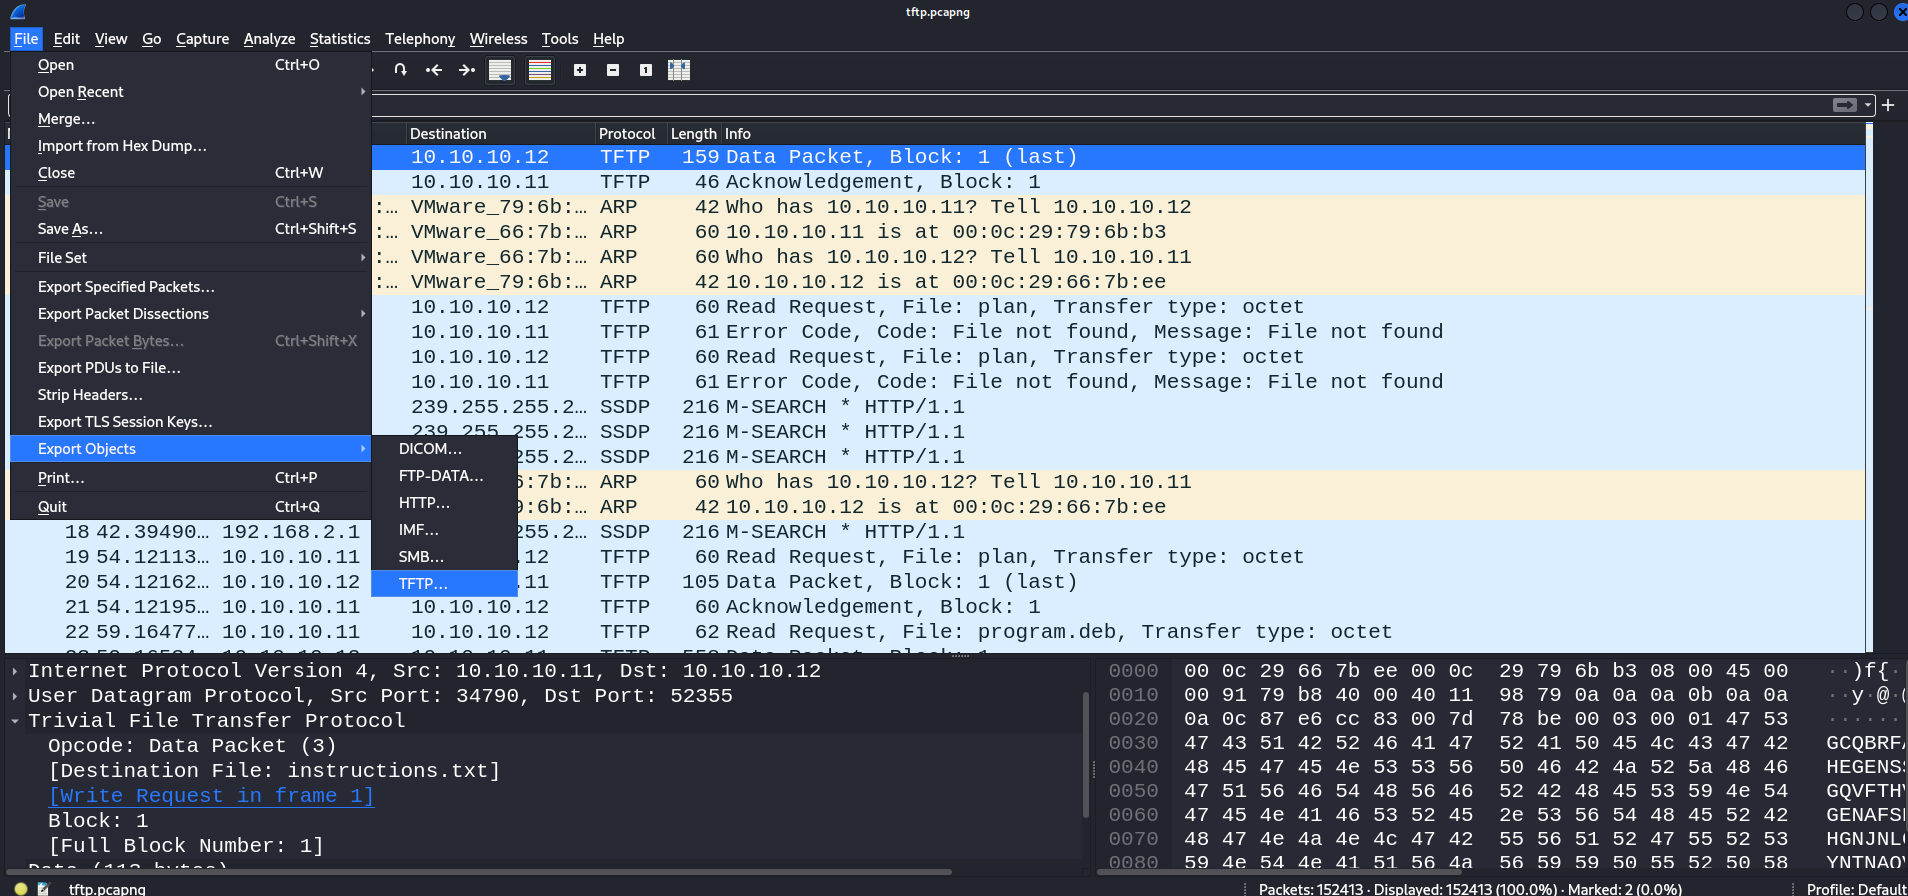 tftp.pcapng
File Edit View Go Capture Analyze Statistics Telephony Wireless Tools Help
Open Ctrl+O
Open Recent
Merge...
Import from Hex Dump...
Close Ctrl+W
Save Ctrl+S
Save As... Ctrl+Shift+S
File Set
Export Specified Packets...
Export Packet Dissections
Export Packet Bytes... Ctrl+Shift+X
Export PDUs to File...
Strip Headers...
Export TLS Session Keys...
Export Objects
Print... Ctrl+P
Quit Ctrl+Q
DICOM...
FTP-DATA...
HTTP...
IMF...
SMB...
TFTP...
Destination Protocol Length Info
10.10.10.12 TFTP 159 Data Packet, Block: 1 (last)
10.10.10.11 TFTP 46 Acknowledgement, Block: 1
:… VMware_79:6b:… ARP 42 Who has 10.10.10.11? Tell 10.10.10.12
:… VMware_66:7b:… ARP 60 10.10.10.11 is at 00:0c:29:79:6b:b3
:… VMware_66:7b:… ARP 60 Who has 10.10.10.12? Tell 10.10.10.11
:… VMware_79:6b:… ARP 42 10.10.10.12 is at 00:0c:29:66:7b:ee
10.10.10.12 TFTP 60 Read Request, File: plan, Transfer type: octet
10.10.10.11 TFTP 61 Error Code, Code: File not found, Message: File not found
10.10.10.12 TFTP 60 Read Request, File: plan, Transfer type: octet
10.10.10.11 TFTP 61 Error Code, Code: File not found, Message: File not found
239.255.255.2… SSDP 216 M-SEARCH * HTTP/1.1
239.255.255.2… SSDP 216 M-SEARCH * HTTP/1.1
255.2… SSDP 216 M-SEARCH * HTTP/1.1
6:7b:… ARP 60 Who has 10.10.10.12? Tell 10.10.10.11
9:6b:… ARP 42 10.10.10.12 is at 00:0c:29:66:7b:ee
18 42.39490… 192.168.2.1 255.2… SSDP 216 M-SEARCH * HTTP/1.1
19 54.12113… 10.10.10.11 .12 TFTP 60 Read Request, File: plan, Transfer type: octet
20 54.12162… 10.10.10.12 .11 TFTP 105 Data Packet, Block: 1 (last)
21 54.12195… 10.10.10.11 10.10.10.12 TFTP 60 Acknowledgement, Block: 1
22 59.16477… 10.10.10.11 10.10.10.12 TFTP 62 Read Request, File: program.deb, Transfer type: octet
Internet Protocol Version 4, Src: 10.10.10.11, Dst: 10.10.10.12
User Datagram Protocol, Src Port: 34790, Dst Port: 52355
Trivial File Transfer Protocol
Opcode: Data Packet (3)
[Destination File: instructions.txt]
[Write Request in frame 1]
Block: 1
[Full Block Number: 1]
0000 00 0c 29 66 7b ee 00 0c 29 79 6b b3 08 00 45 00 ··)f{·
0010 00 91 79 b8 40 00 40 11 98 79 0a 0a 0a 0b 0a 0a ··y·@·
0020 0a 0c 87 e6 cc 83 00 7d 78 be 00 03 00 01 47 53 ······
0030 47 43 51 42 52 46 41 47 52 41 50 45 4c 43 47 42 GCQBRFA
0040 48 45 47 45 4e 53 53 56 50 46 42 4a 52 5a 48 46 HEGENSS
0050 47 51 56 46 54 48 56 46 52 42 48 45 53 59 4e 54 GQVFTHV
0060 47 45 4e 41 46 53 52 45 2e 53 56 54 48 45 52 42 GENAFS
0070 48 47 4e 4a 4e 4c 47 42 55 56 51 52 47 55 52 53 HGNJNL
0080 59 4e 54 4e 41 51 56 4a 56 59 59 50 55 52 50 58 YNTNAQV
tftp.pcapng
Packets: 152413 · Displayed: 152413 (100.0%) · Marked: 2 (0.0%)
Profile: Default